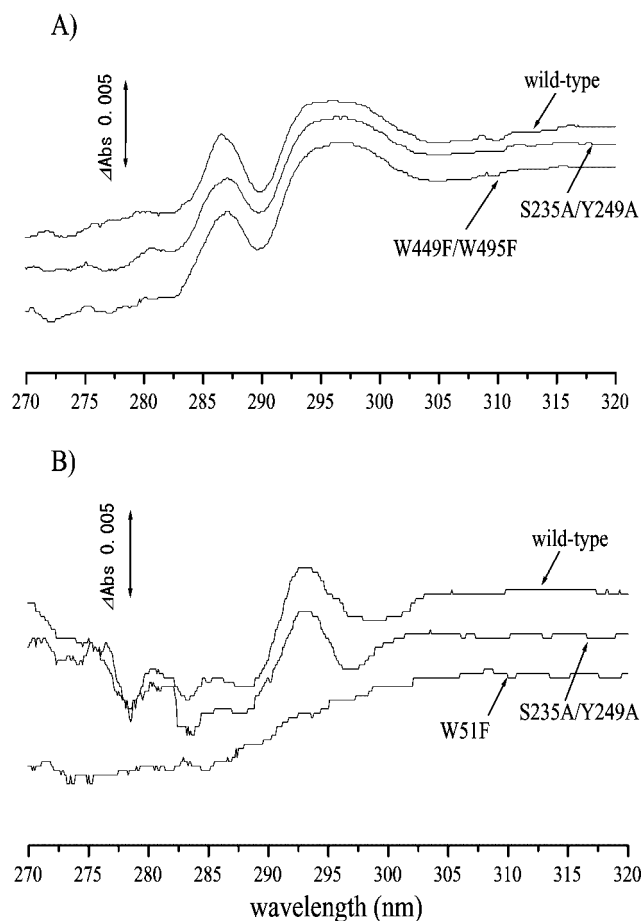 A)
ΔAbs 0.005
wild-type
S235A/Y249A
W449F/W495F
270 275 280 285 290 295 300 305 310 315 320
B)
ΔAbs 0.005
wild-type
S235A/Y249A
W51F
270 275 280 285 290 295 300 305 310 315 320
wavelength (nm)